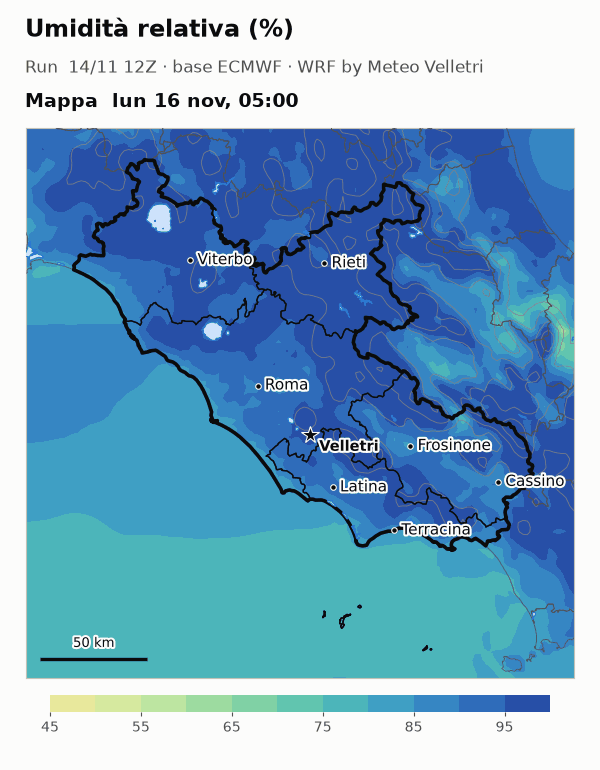 Umidità relativa (%)
Run  14/11 12Z · base ECMWF · WRF by Meteo Velletri
Mappa  lun 16 nov, 05:00
Viterbo
Rieti
Roma
Velletri
Frosinone
Cassino
Latina
Terracina
50 km
45 55 65 75 85 95